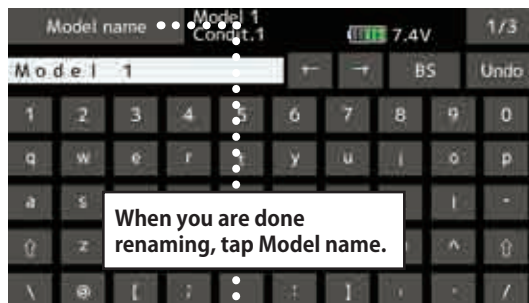 Model name Model 1 1/3
Condit.1 7.4V
Model 1 ← → BS Undo
1 2 3 4 5 6 7 8 9 0
q w e r t y u i o p
a s l -
When you are done
renaming, tap Model name.
⇧ z ^ ⇧
\ @ [ ; : ] /